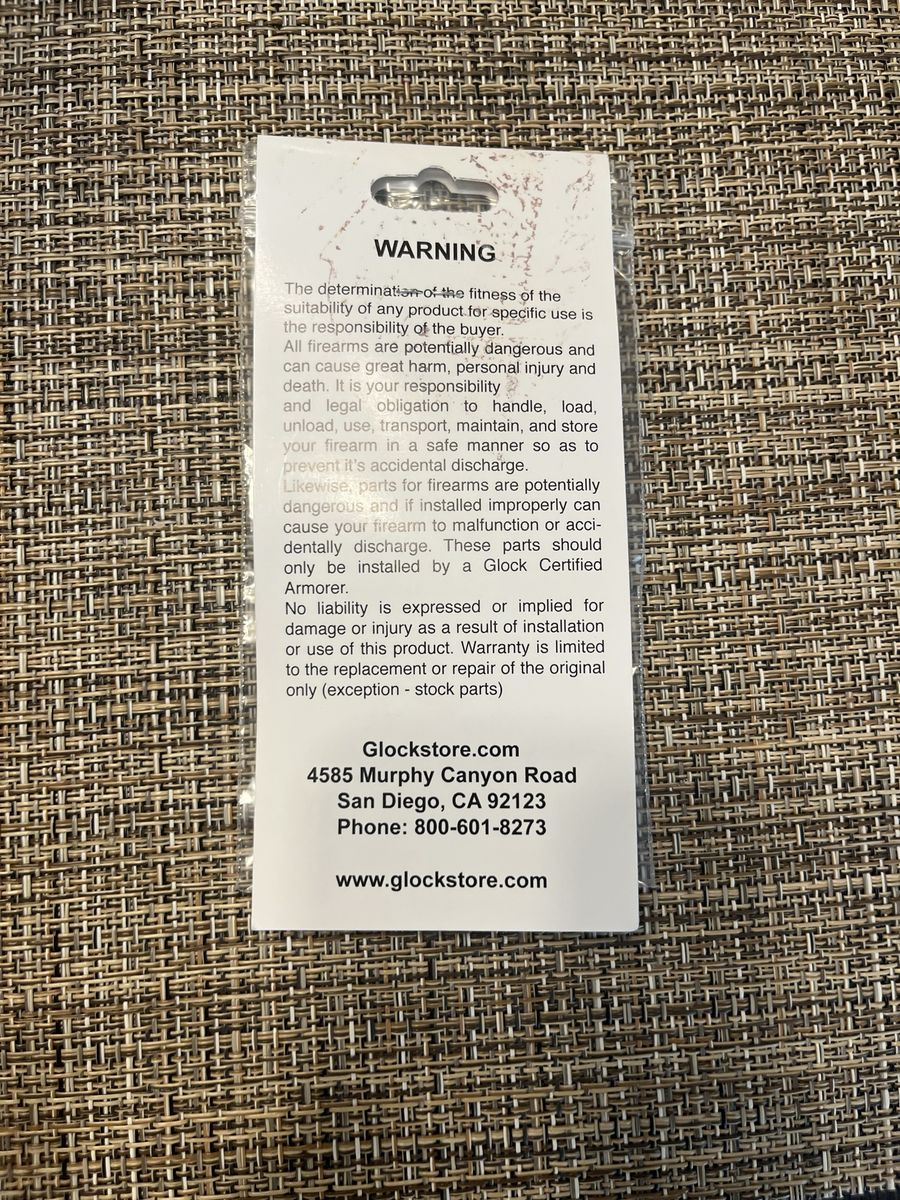 WARNING
The determination of the fitness of the
suitability of any product for specific use is
the responsibility of the buyer.
All firearms are potentially dangerous and
can cause great harm, personal injury and
death. It is your responsibility
and legal obligation to handle, load,
unload, use, transport, maintain, and store
your firearm in a safe manner so as to
prevent it's accidental discharge.
Likewise, parts for firearms are potentially
dangerous and if installed improperly can
cause your firearm to malfunction or acci-
dentally discharge. These parts should
only be installed by a Glock Certified
Armorer.
No liability is expressed or implied for
damage or injury as a result of installation
or use of this product. Warranty is limited
to the replacement or repair of the original
only (exception - stock parts)
Glockstore.com
4585 Murphy Canyon Road
San Diego, CA 92123
Phone: 800-601-8273
www.glockstore.com